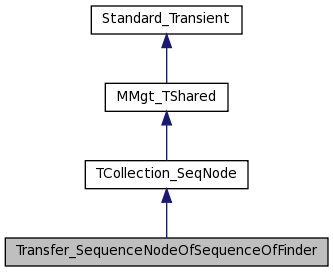 Standard_Transient
MMgt_TShared
TCollection_SeqNode
Transfer_SequenceNodeOfSequenceOfFinder